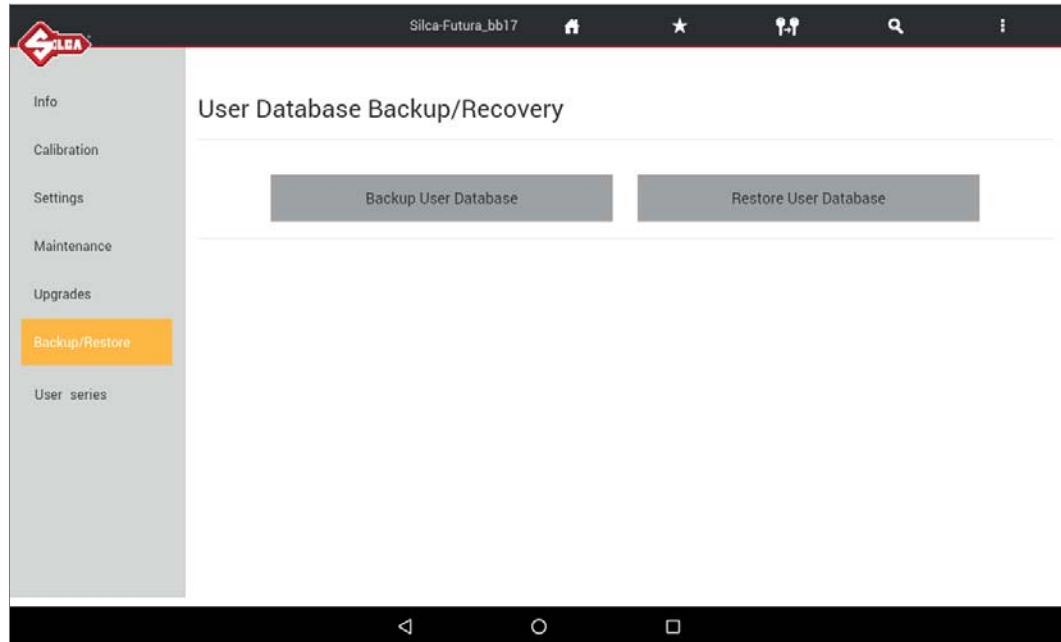 SILCA
Silca-Futura_bb17
Info
Calibration
Settings
Maintenance
Upgrades
Backup/Restore
User series
User Database Backup/Recovery
Backup User Database
Restore User Database